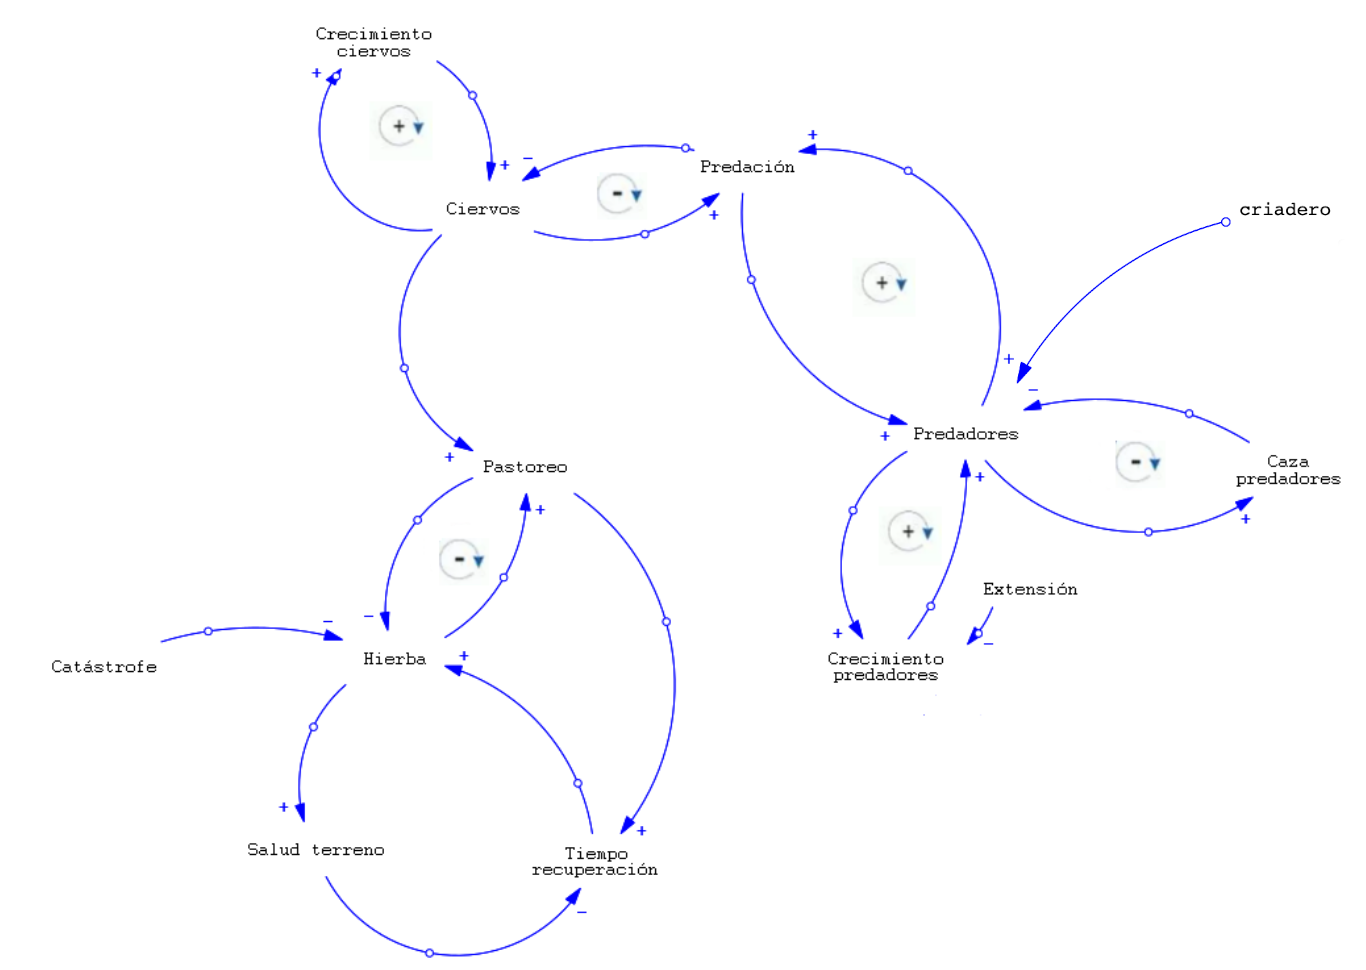 Crecimiento
ciervos
+
+
+
-
+
Predación
-
+
Ciervos
+
criadero
+
+
-
+
Predadores
-
Caza
predadores
+
Pastoreo
+
+
+
+
-
Extensión
-
+
-
-
Catástrofe
Hierba
+
Crecimiento
predadores
+
Salud terreno
+
Tiempo
recuperación
-